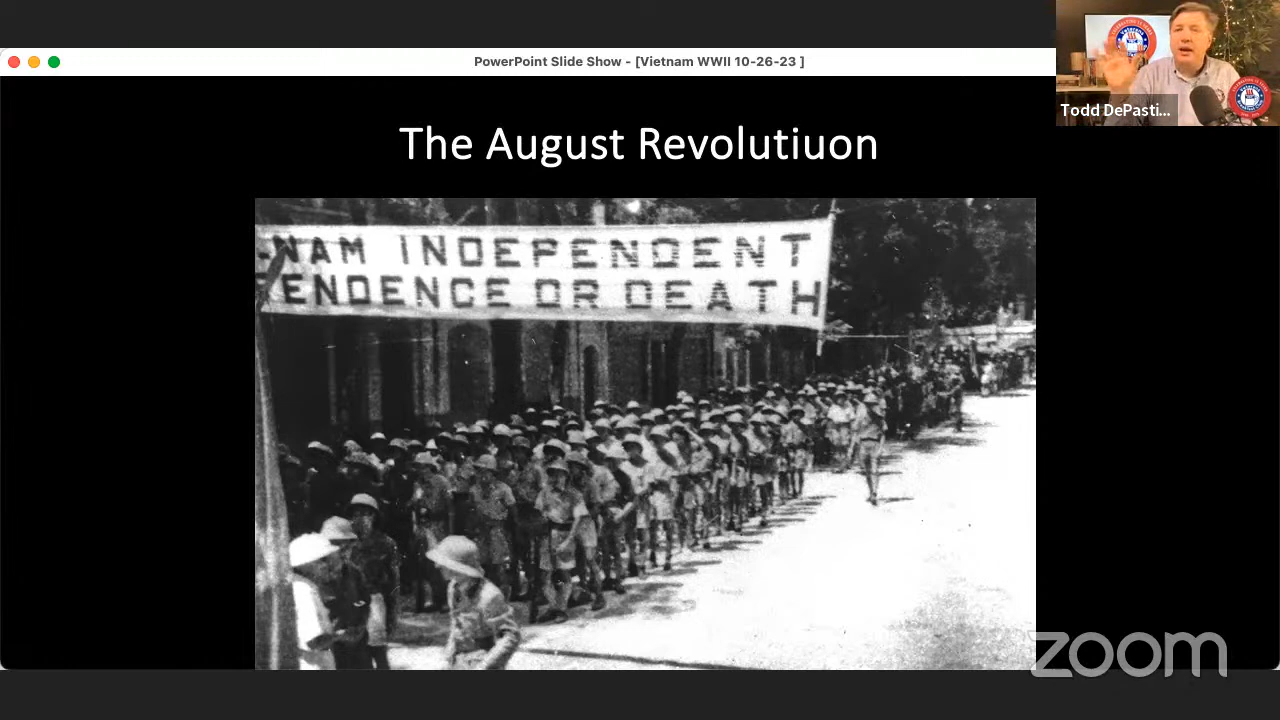 PowerPoint Slide Show - [Vietnam WWII 10-26-23 ]
Todd DePasti...
The August Revolutiuon
-NAM INDEPENDENT
ENDENCE OR DEATH
zoom